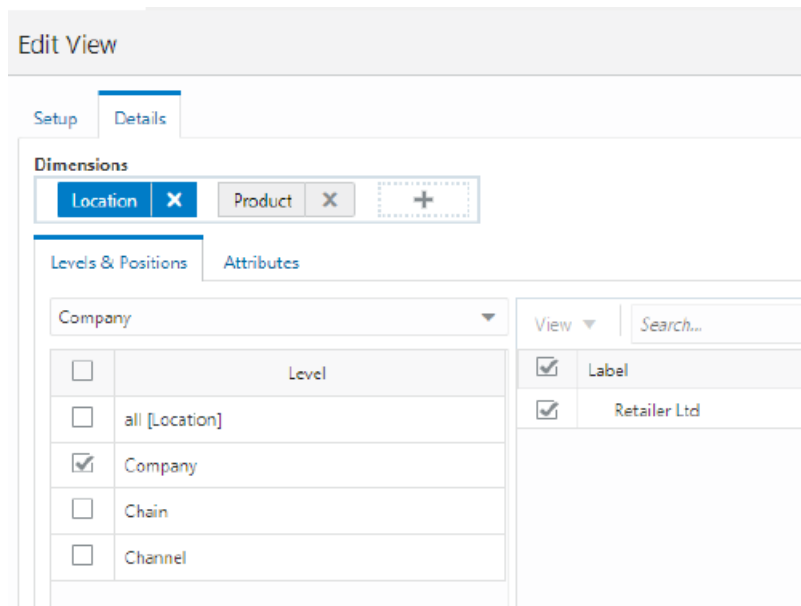 Edit View
Setup Details
Dimensions
Location Product
Levels & Positions Attributes
Company
View Search...
Level
Label
all [Location]
Retailer Ltd
Company
Chain
Channel